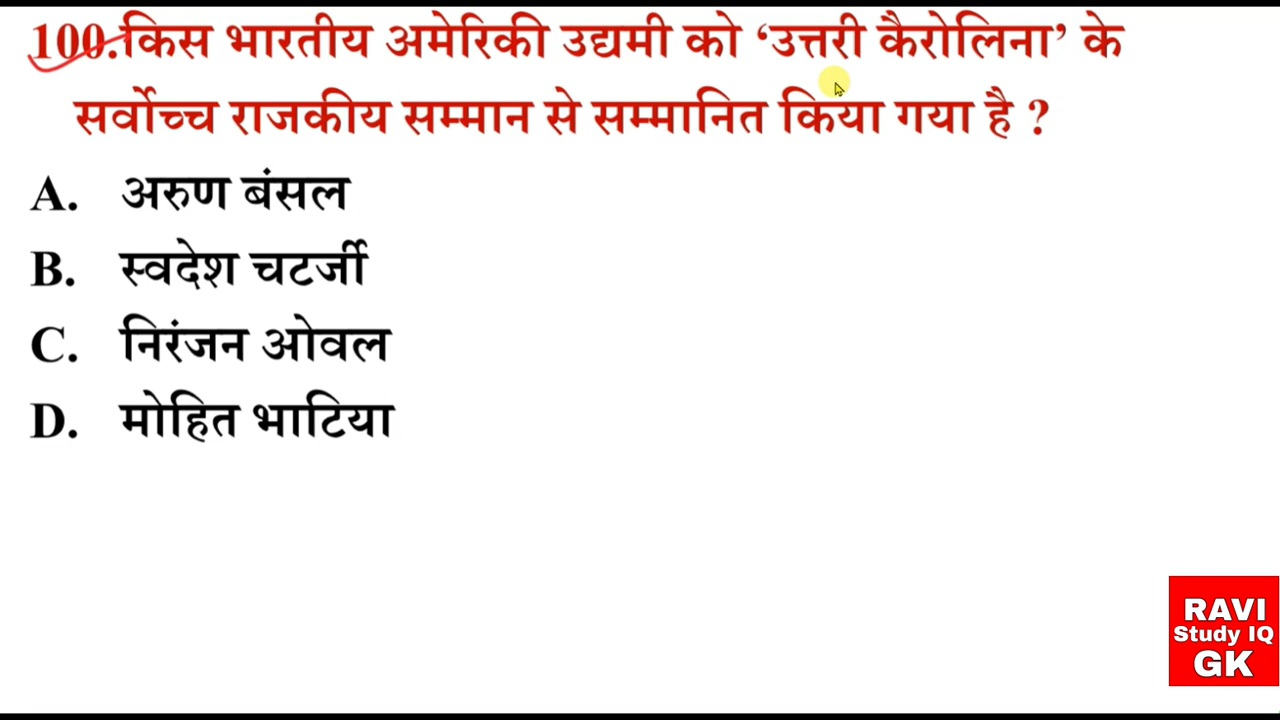 100.किस भारतीय अमेरिकी उद्यमी को ‘उत्तरी कैरोलिना’ के
सर्वोच्च राजकीय सम्मान से सम्मानित किया गया है ?
A. अरुण बंसल
B. स्वदेश चटर्जी
C. निरंजन ओवल
D. मोहित भाटिया
RAVI
Study IQ
GK